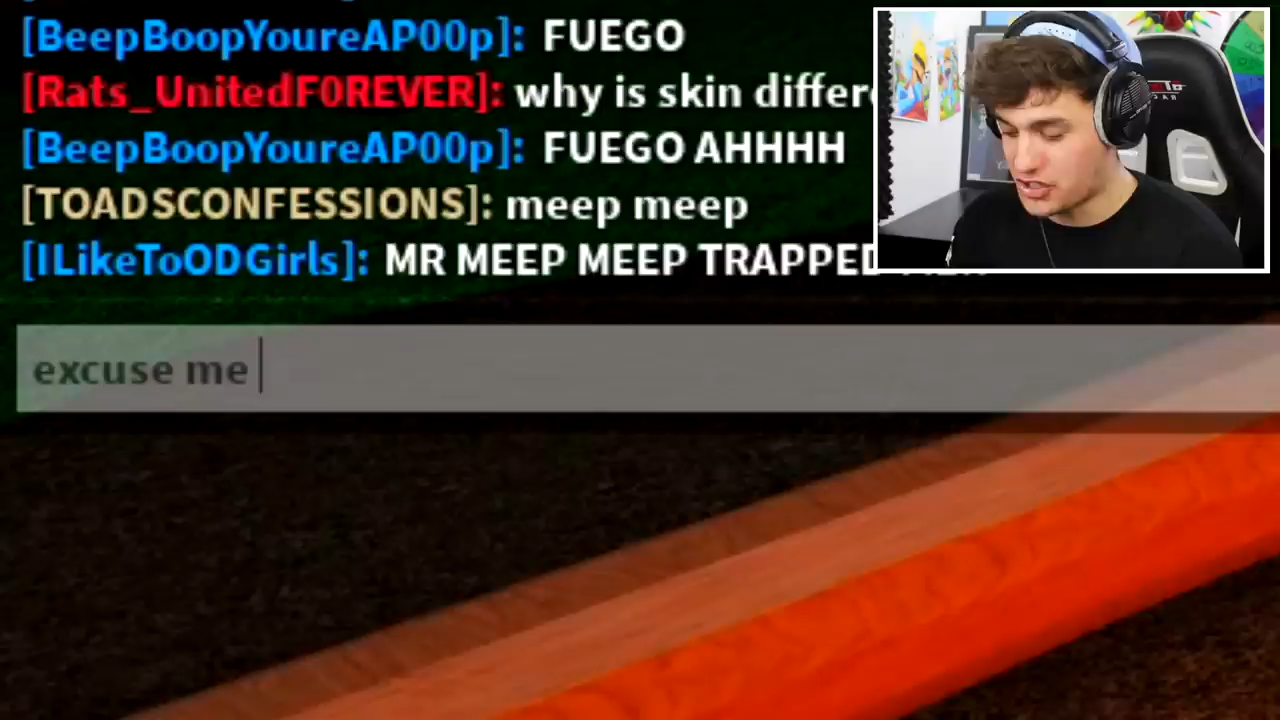 [BeepBoopYoureAP00p]: FUEGO
[Rats_UnitedF0REVER]: why is skin differe
[BeepBoopYoureAP00p]: FUEGO AHHHH
[TOADSCONFESSIONS]: meep meep
[ILikeToODGirls]: MR MEEP MEEP TRAPPED
excuse me